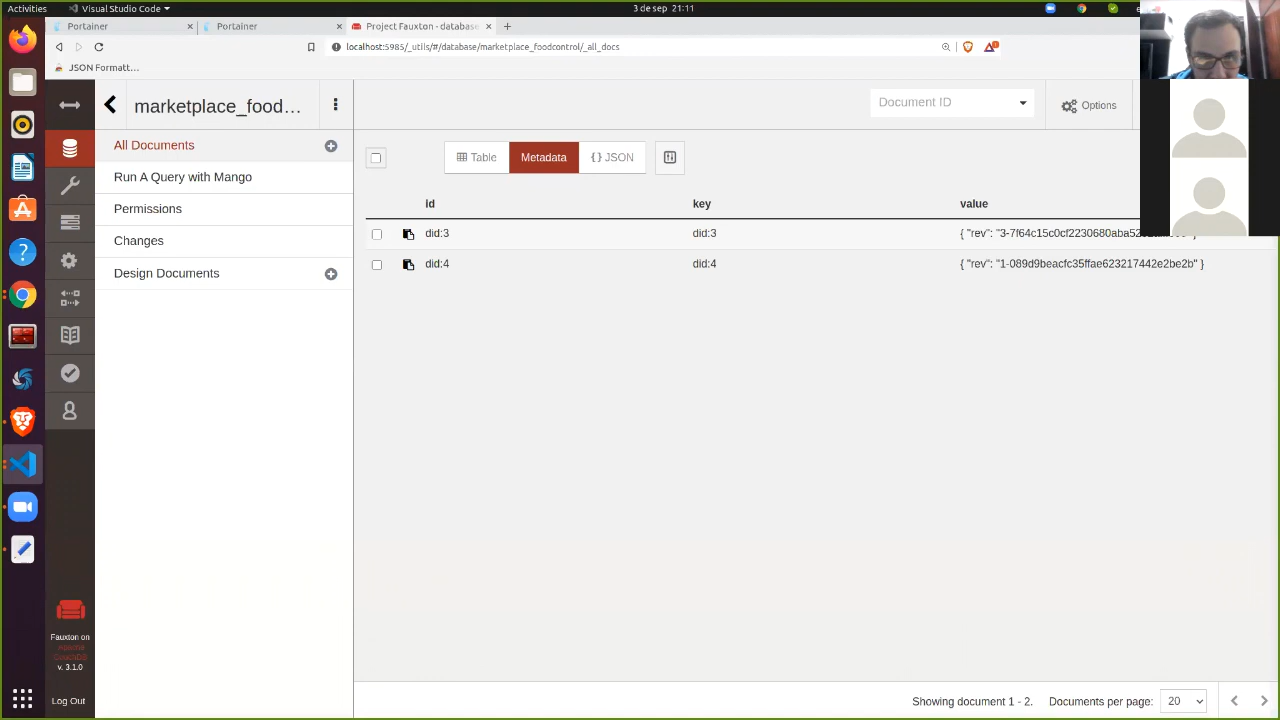 Activities
Visual Studio Code
3 de sep 21:11
Portainer
Portainer
Project Fauxton - database
localhost:5985/_utils/#/database/marketplace_foodcontrol/_all_docs
JSON Formatt...
marketplace_food...
Document ID
Options
All Documents
Run A Query with Mango
Permissions
Changes
Design Documents
Table
Metadata
{ } JSON
id
key
value
did:3
did:3
{ "rev": "3-7f64c15c0cf2230680aba52
did:4
did:4
{ "rev": "1-089d9beacfc35ffae623217442e2be2b" }
Fauxton on
Apache
CouchDB
v. 3.1.0
Log Out
Showing document 1 - 2.
Documents per page:
20